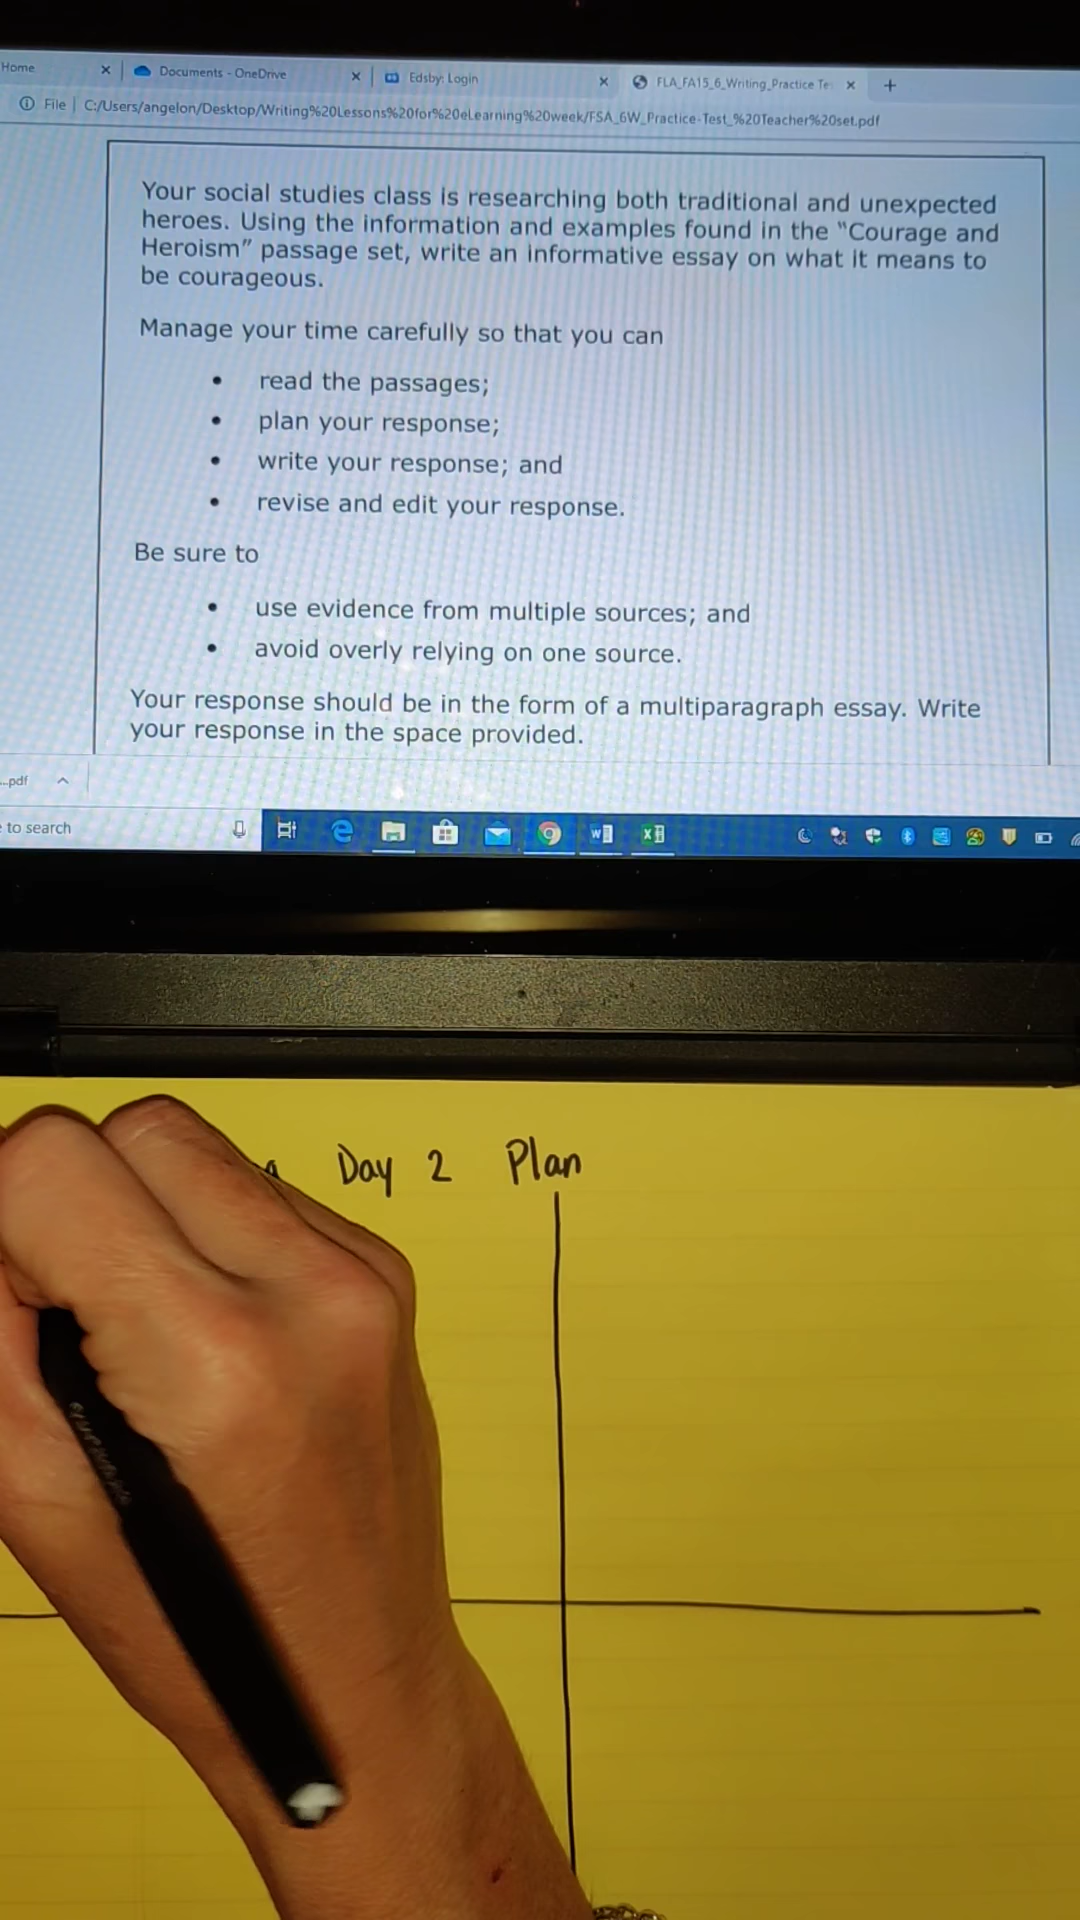 Home
Documents - OneDrive
Edsby: Login
FLA_FA15_6_Writing_Practice Te
File | C:/Users/angelon/Desktop/Writing%20Lessons%20for%20eLearning%20week/FSA_6W_Practice-Test_%20Teacher%20set.pdf
Your social studies class is researching both traditional and unexpected
heroes. Using the information and examples found in the "Courage and
Heroism" passage set, write an informative essay on what it means to
be courageous.
Manage your time carefully so that you can
• read the passages;
• plan your response;
• write your response; and
• revise and edit your response.
Be sure to
• use evidence from multiple sources; and
• avoid overly relying on one source.
Your response should be in the form of a multiparagraph essay. Write
your response in the space provided.
...pdf
to search
Day 2 Plan